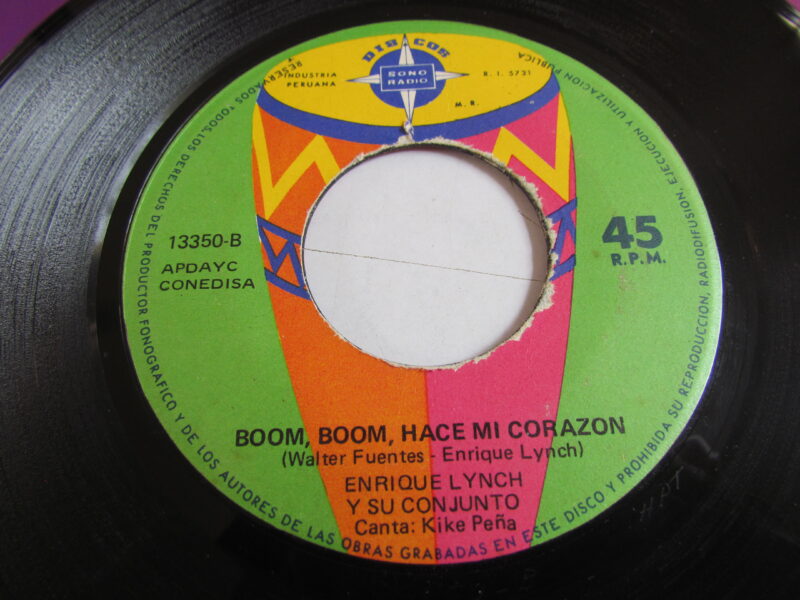 DISCOS
SONO
RADIO
INDUSTRIA
PERUANA
R. I. 5731
M. R.
13350-B
APDAYC
CONEDISA
45
R.P.M.
BOOM, BOOM, HACE MI CORAZON
(Walter Fuentes - Enrique Lynch)
ENRIQUE LYNCH
Y SU CONJUNTO
Canta: Kike Peña
RESERVADOS TODOS LOS DERECHOS DEL PRODUCTOR FONOGRAFICO Y DE LOS AUTORES DE LAS OBRAS GRABADAS EN ESTE DISCO Y PROHIBIDA SU REPRODUCCION, RADIODIFUSION, EJECUCION Y UTILIZACION PUBLICA